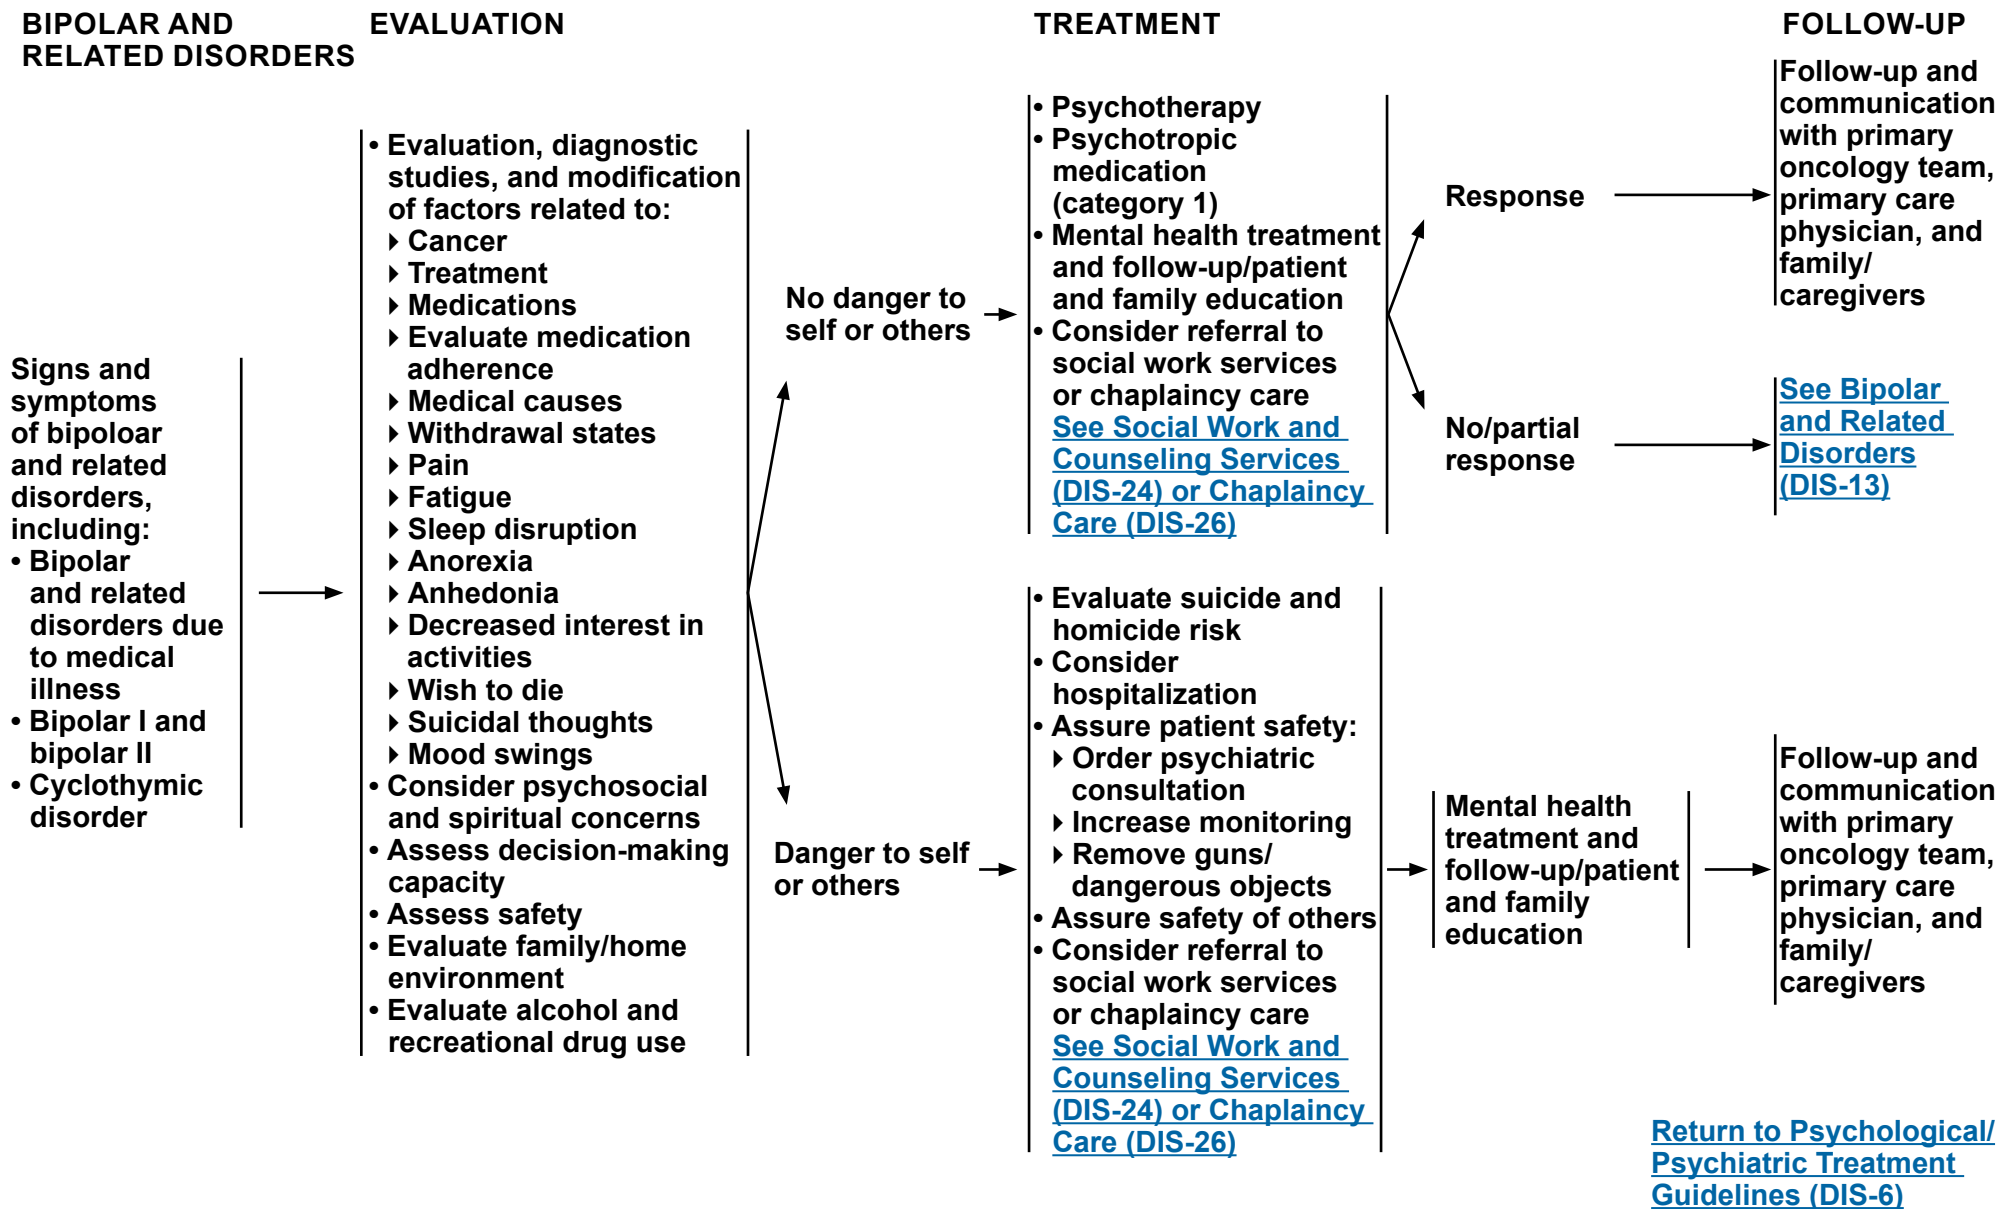 BIPOLAR AND
RELATED DISORDERS
EVALUATION
TREATMENT
FOLLOW-UP
Signs and
symptoms
of bipoloar
and related
disorders,
including:
• Bipolar
and related
disorders due
to medical
illness
• Bipolar I and
bipolar II
• Cyclothymic
disorder
• Evaluation, diagnostic
studies, and modification
of factors related to:
Cancer
Treatment
Medications
Evaluate medication
adherence
Medical causes
Withdrawal states
Pain
Fatigue
Sleep disruption
Anorexia
Anhedonia
Decreased interest in
activities
Wish to die
Suicidal thoughts
Mood swings
• Consider psychosocial
and spiritual concerns
• Assess decision-making
capacity
• Assess safety
• Evaluate family/home
environment
• Evaluate alcohol and
recreational drug use
No danger to
self or others
• Psychotherapy
• Psychotropic
medication
(category 1)
• Mental health treatment
and follow-up/patient
and family education
• Consider referral to
social work services
or chaplaincy care
See Social Work and
Counseling Services
(DIS-24) or Chaplaincy
Care (DIS-26)
Response
Follow-up and
communication
with primary
oncology team,
primary care
physician, and
family/
caregivers
No/partial
response
See Bipolar
and Related
Disorders
(DIS-13)
Danger to self
or others
• Evaluate suicide and
homicide risk
• Consider
hospitalization
• Assure patient safety:
Order psychiatric
consultation
Increase monitoring
Remove guns/
dangerous objects
• Assure safety of others
• Consider referral to
social work services
or chaplaincy care
See Social Work and
Counseling Services
(DIS-24) or Chaplaincy
Care (DIS-26)
Mental health
treatment and
follow-up/patient
and family
education
Follow-up and
communication
with primary
oncology team,
primary care
physician, and
family/
caregivers
Return to Psychological/
Psychiatric Treatment
Guidelines (DIS-6)